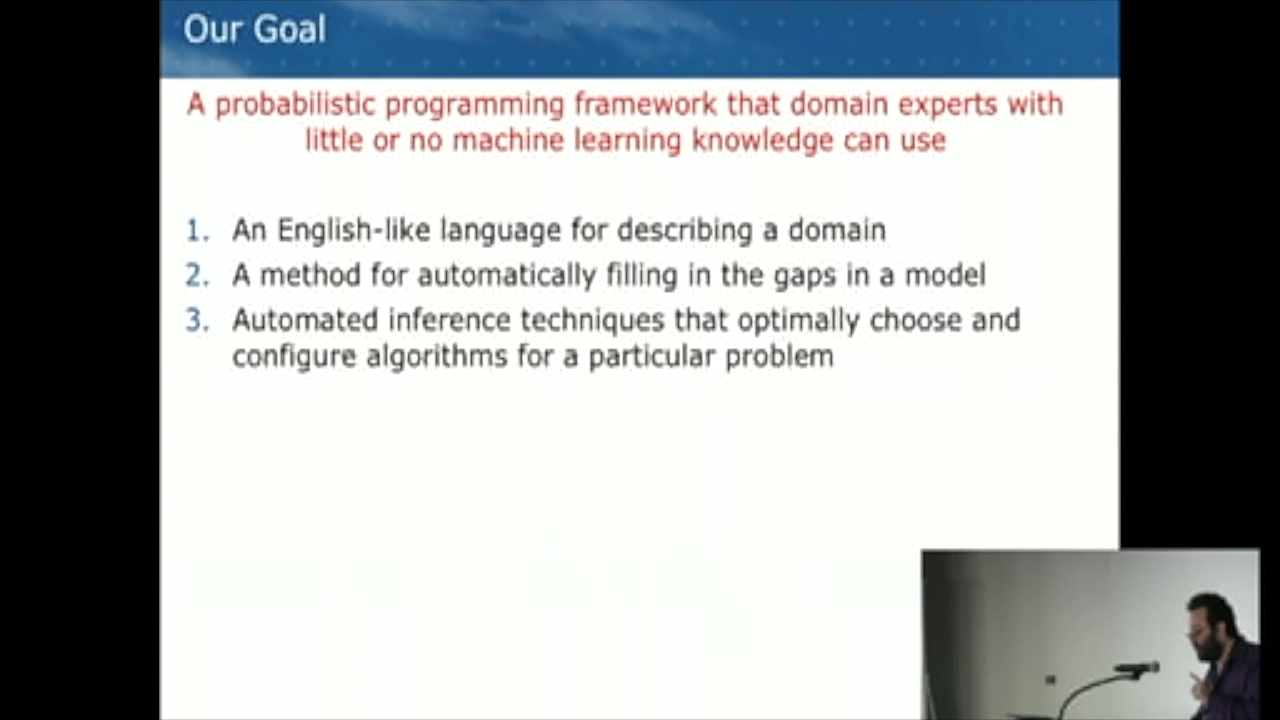 Our Goal
A probabilistic programming framework that domain experts with
little or no machine learning knowledge can use
1. An English-like language for describing a domain
2. A method for automatically filling in the gaps in a model
3. Automated inference techniques that optimally choose and
configure algorithms for a particular problem